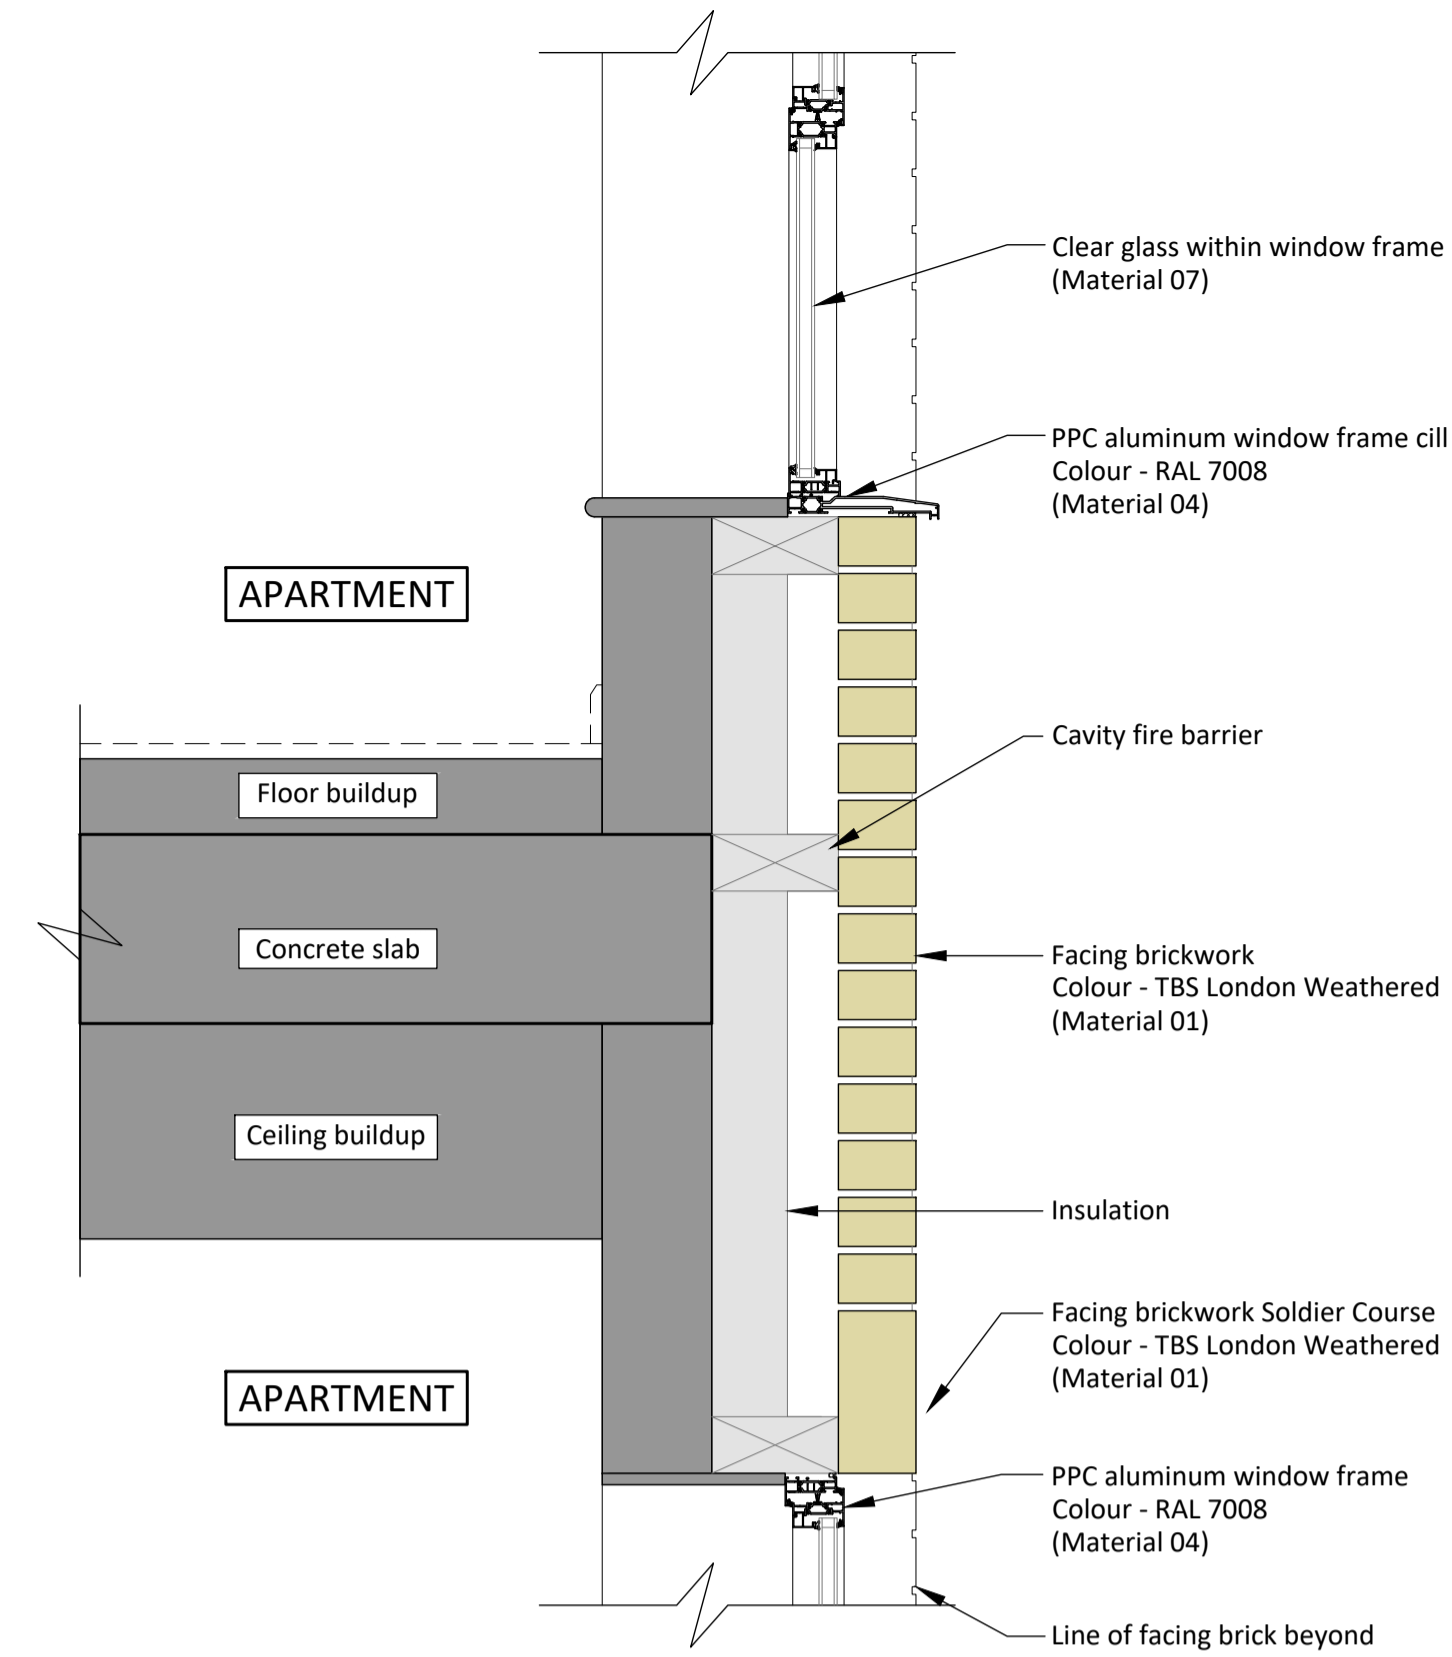 Clear glass within window frame
(Material 07)
PPC aluminum window frame cill
Colour - RAL 7008
(Material 04)
APARTMENT
Cavity fire barrier
Floor buildup
Concrete slab
Facing brickwork
Colour - TBS London Weathered
(Material 01)
Ceiling buildup
Insulation
Facing brickwork Soldier Course
Colour - TBS London Weathered
(Material 01)
APARTMENT
PPC aluminum window frame
Colour - RAL 7008
(Material 04)
Line of facing brick beyond